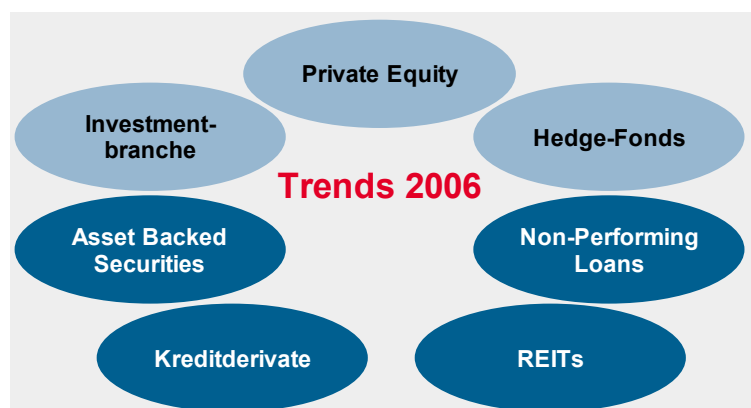 Private Equity
Investment-
branche
Hedge-Fonds
Trends 2006
Asset Backed
Securities
Non-Performing
Loans
Kreditderivate
REITs